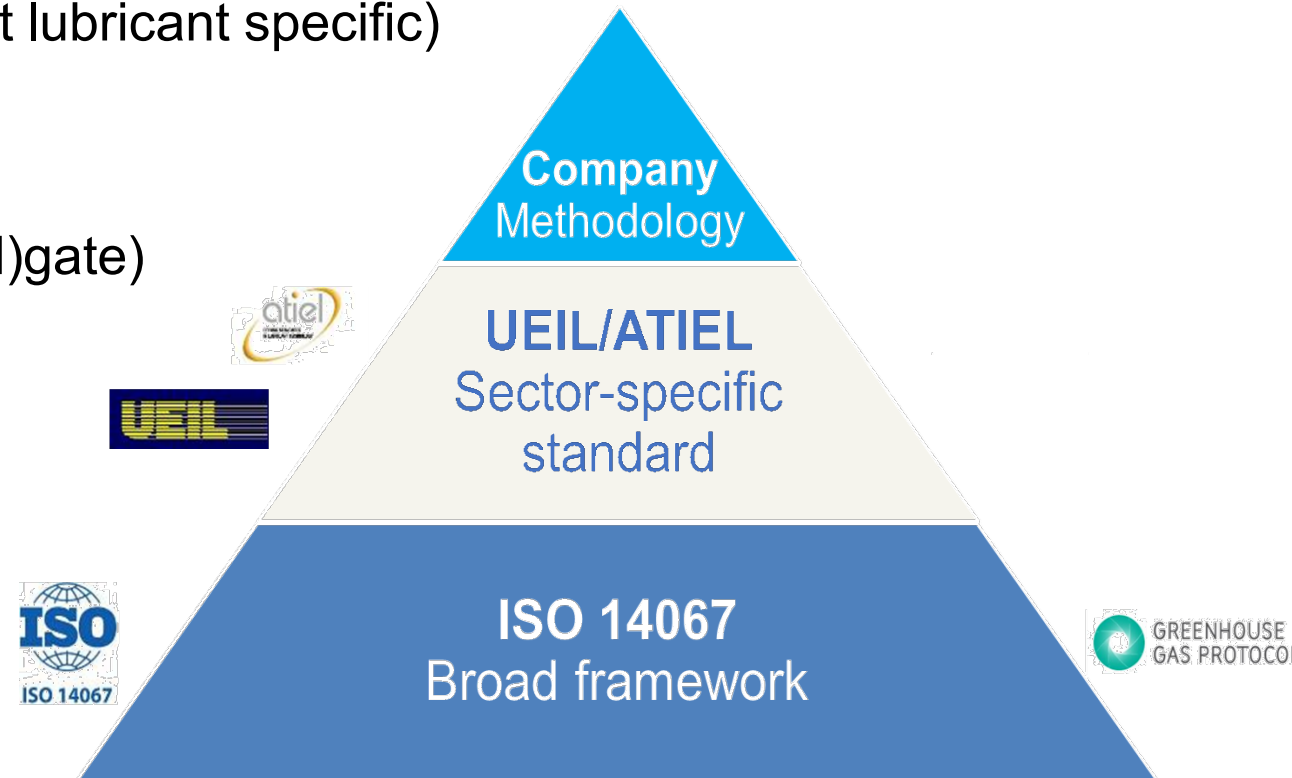 t lubricant specific)
Company
Methodology
)gate)
atiel
UEIL/ATIEL
Sector-specific
standard
UEIL
ISO
ISO 14067
ISO 14067
Broad framework
GREENHOUSE
GAS PROTOCO